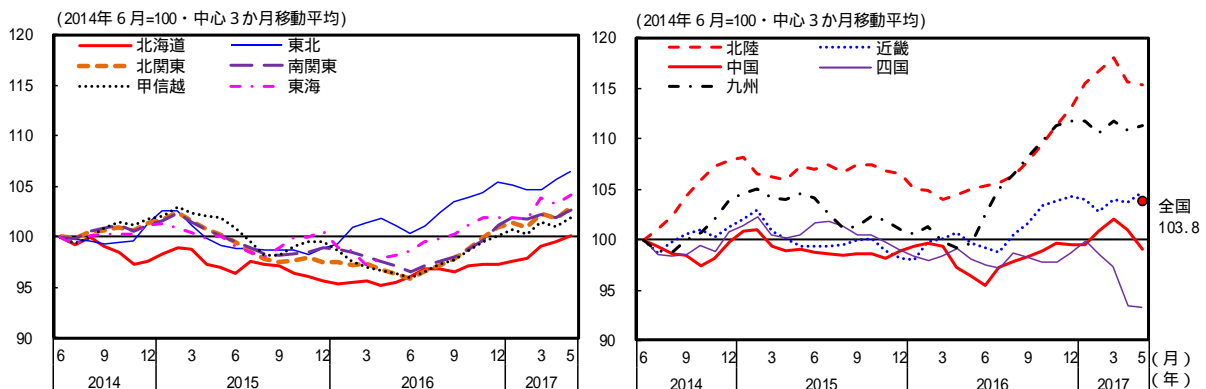 (2014年6月=100・中心3か月移動平均)
120
115
110
105
100
95
90
北海道
東北
北関東
南関東
甲信越
東海
6 9 12 3 6 9 12 3 6 9 12 3 5
2014 2015 2016 2017
(2014年6月=100・中心3か月移動平均)
120
115
110
105
100
95
90
北陸
近畿
中国
四国
九州
全国
103.8
6 9 12 3 6 9 12 3 6 9 12 3 5 (月)
2014 2015 2016 2017 (年)